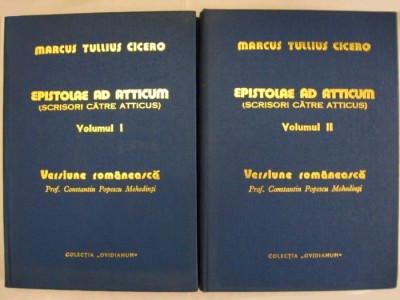 MARCUS TULLIUS CICERO
EPISTOLAE AD ATTICUM
(SCRISORI CĂTRE ATTICUS)
Volumul I
Versiune românească
Prof. Constantin Popescu Mehedinți
COLECȚIA „OVIDIANUM"
MARCUS TULLIUS CICERO
EPISTOLAE AD ATTICUM
(SCRISORI CĂTRE ATTICUS)
Volumul II
Versiune românească
Prof. Constantin Popescu Mehedinți
COLECȚIA „OVIDIANUM"